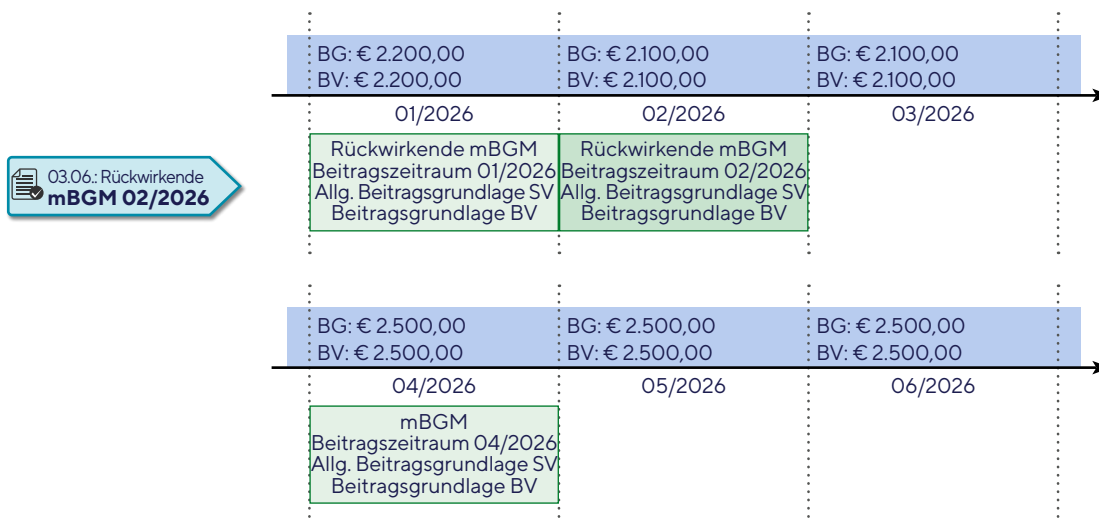 BG: € 2.200,00
BV: € 2.200,00
BG: € 2.100,00
BV: € 2.100,00
BG: € 2.100,00
BV: € 2.100,00
01/2026
02/2026
03/2026
Rückwirkende mBGM
Beitragszeitraum 01/2026
Allg. Beitragsgrundlage SV
Beitragsgrundlage BV
Rückwirkende mBGM
Beitragszeitraum 02/2026
Allg. Beitragsgrundlage SV
Beitragsgrundlage BV
03.06.: Rückwirkende
mBGM 02/2026
BG: € 2.500,00
BV: € 2.500,00
BG: € 2.500,00
BV: € 2.500,00
BG: € 2.500,00
BV: € 2.500,00
04/2026
05/2026
06/2026
mBGM
Beitragszeitraum 04/2026
Allg. Beitragsgrundlage SV
Beitragsgrundlage BV